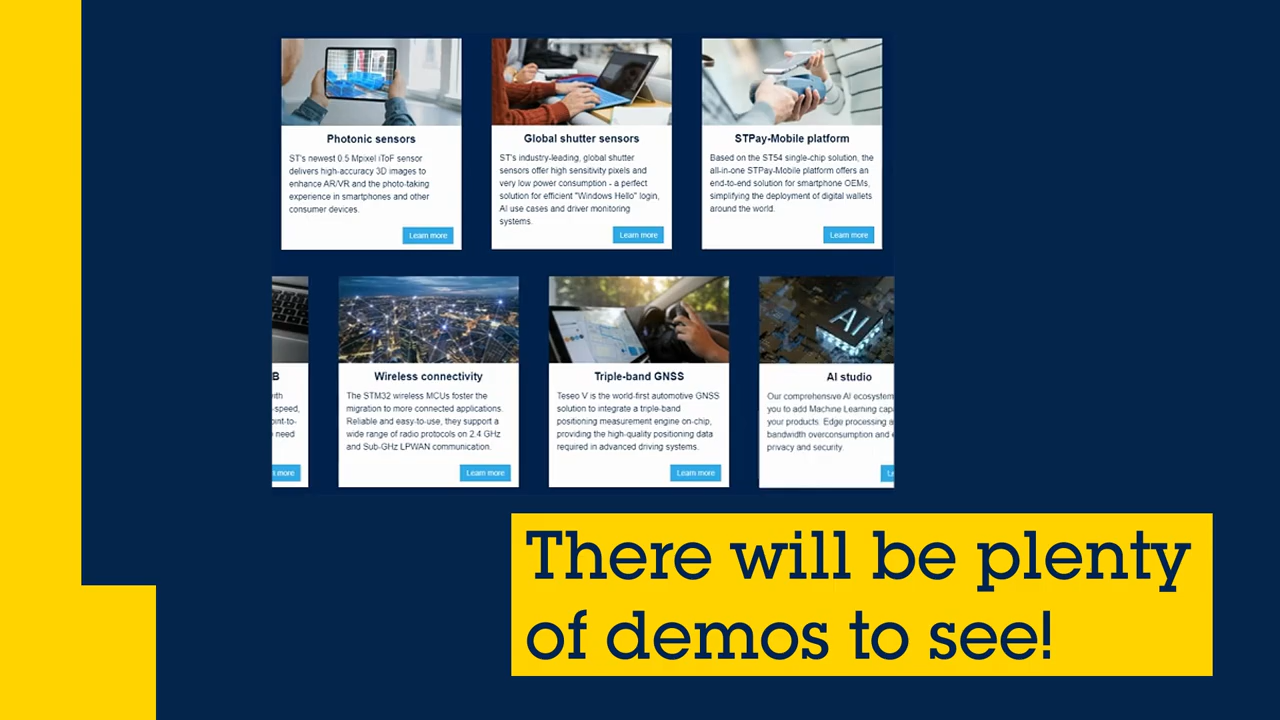 Photonic sensors
ST's newest 0.5 Mpixel iToF sensor
delivers high-accuracy 3D images to
enhance AR/VR and the photo-taking
experience in smartphones and other
consumer devices.
Learn more
Global shutter sensors
ST's industry-leading, global shutter
sensors offer high sensitivity pixels and
very low power consumption - a perfect
solution for efficient "Windows Hello" login,
AI use cases and driver monitoring
systems.
Learn more
STPay-Mobile platform
Based on the ST54 single-chip solution, the
all-in-one STPay-Mobile platform offers an
end-to-end solution for smartphone OEMs,
simplifying the deployment of digital wallets
around the world.
Learn more
B
-speed,
need
more
Wireless connectivity
The STM32 wireless MCUs foster the
migration to more connected applications.
Reliable and easy-to-use, they support a
wide range of radio protocols on 2.4 GHz
and Sub-GHz LPWAN communication.
Learn more
Triple-band GNSS
Teseo V is the world-first automotive GNSS
solution to integrate a triple-band
positioning measurement engine on-chip,
providing the high-quality positioning data
required in advanced driving systems.
Learn more
AI
AI studio
Our comprehensive AI ecosystem
you to add Machine Learning
your products. Edge processing
bandwidth overconsumption and
privacy and security.
There will be plenty
of demos to see!